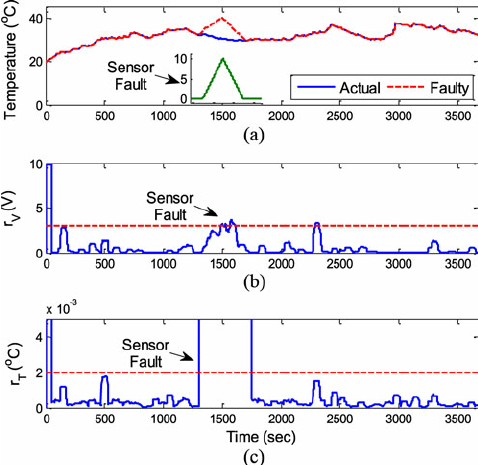 Temperature (°C)
40
20
0
Sensor
Fault
10
5
0
Actual
Faulty
0
500
1000
1500
2000
2500
3000
3500
(a)
r_V (V)
10
5
0
Sensor
Fault
0
500
1000
1500
2000
2500
3000
3500
(b)
x 10^-3
r_T (°C)
4
2
0
Sensor
Fault
0
500
1000
1500
2000
2500
3000
3500
Time (sec)
(c)